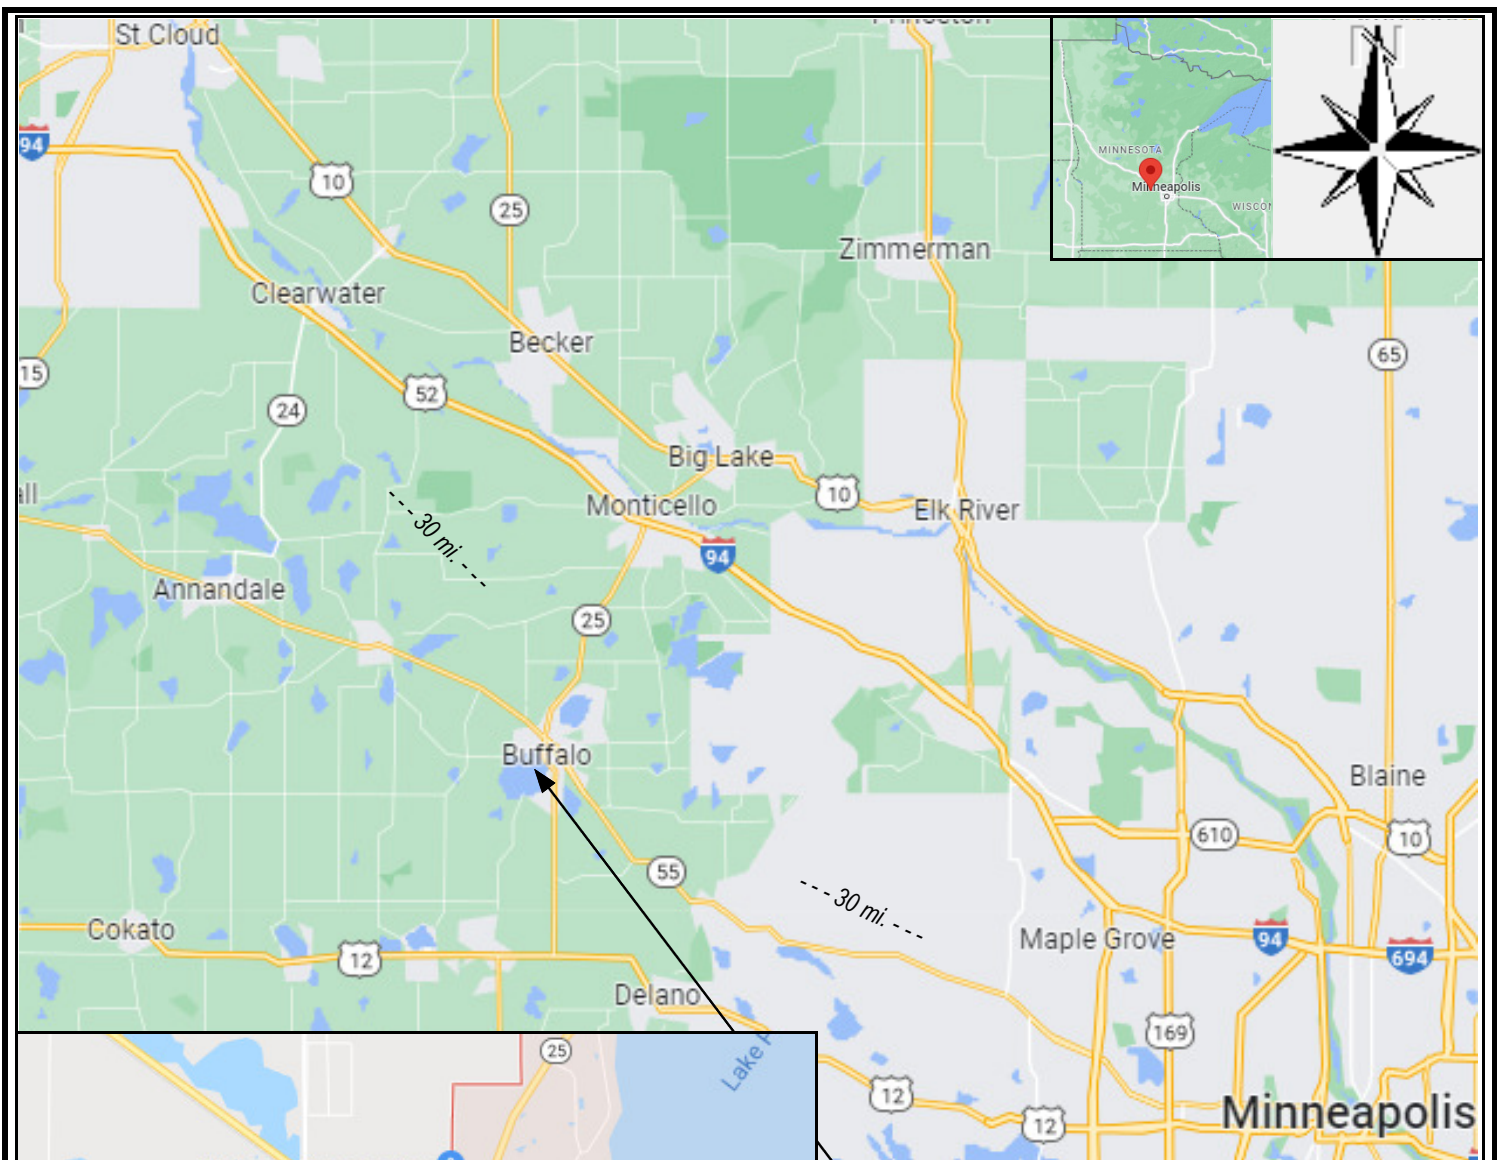 St Cloud
N
94
10
MINNESOTA
25
Minneapolis
WISCON
Zimmerman
Clearwater
Becker
65
15
52
24
Big Lake
10
Monticello
Elk River
30 mi.
94
Annandale
25
Buffalo
Blaine
610
10
55
30 mi.
Cokato
Maple Grove
94
12
694
Delano
169
25
Lake
12
Minneapolis
12